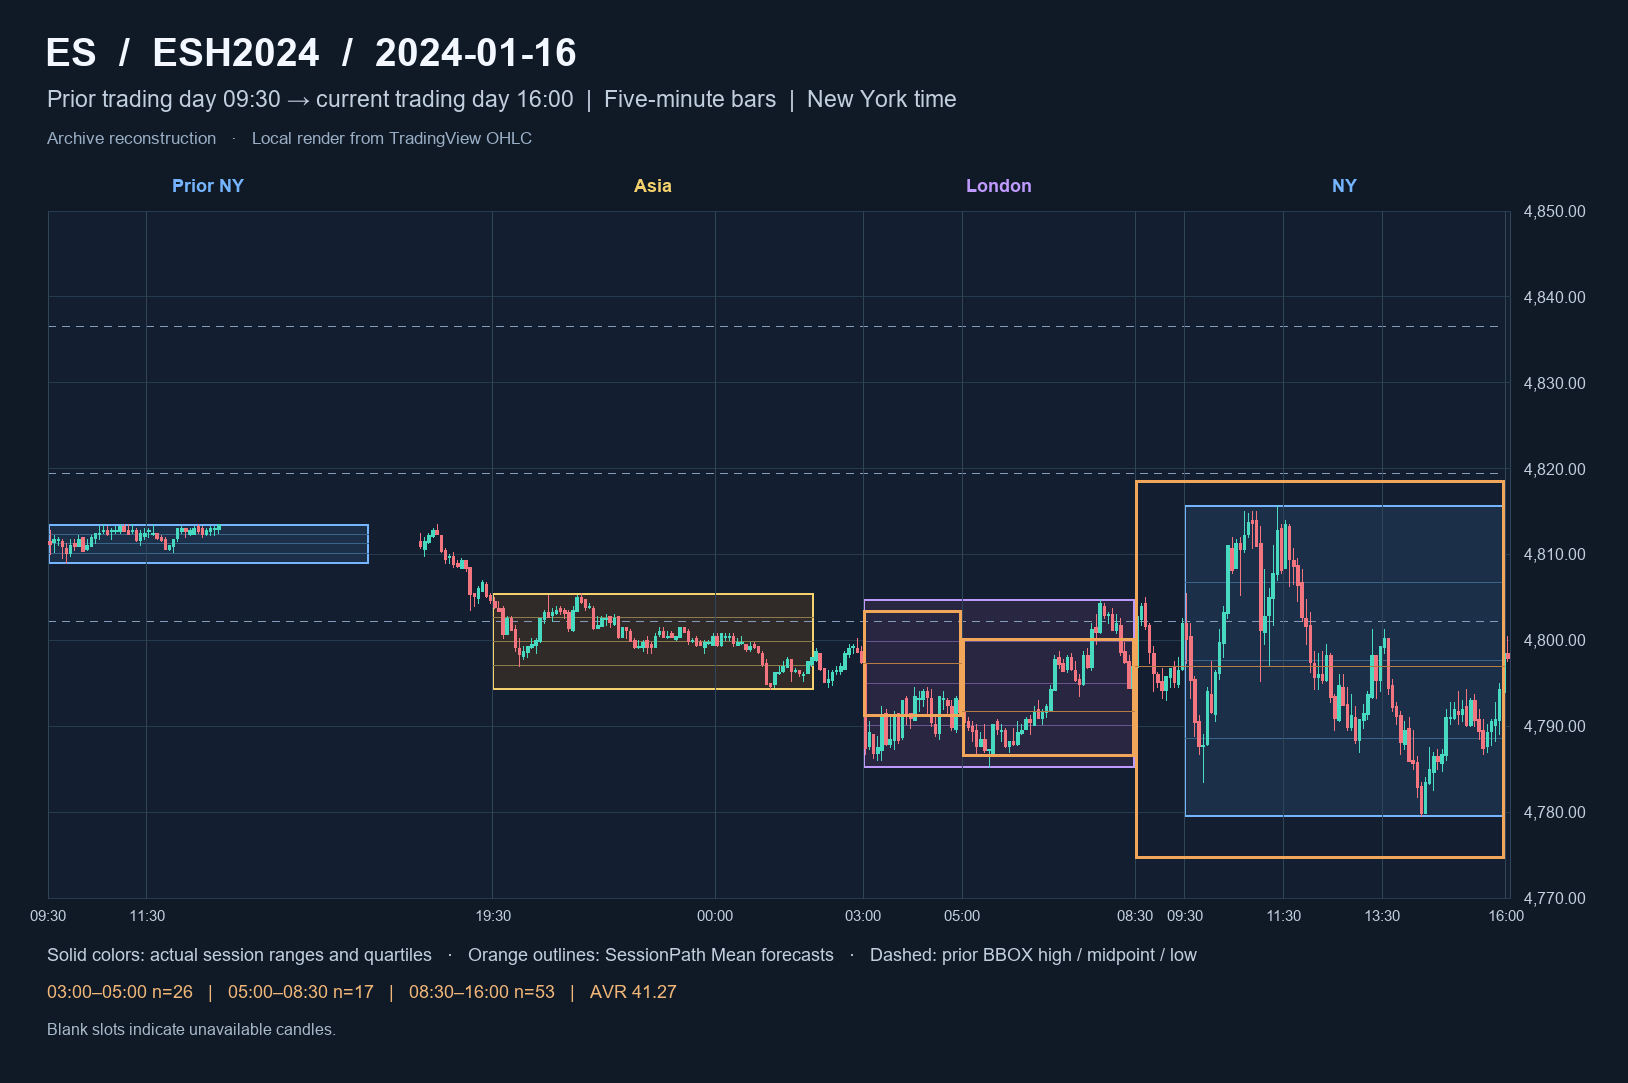 ES / ESH2024 / 2024-01-16
Prior trading day 09:30 → current trading day 16:00 | Five-minute bars | New York time
Archive reconstruction · Local render from TradingView OHLC
Prior NY Asia London NY
4,850.00
4,840.00
4,830.00
4,820.00
4,810.00
4,800.00
4,790.00
4,780.00
4,770.00
09:30 11:30 19:30 00:00 03:00 05:00 08:30 09:30 11:30 13:30 16:00
Solid colors: actual session ranges and quartiles · Orange outlines: SessionPath Mean forecasts · Dashed: prior BBOX high / midpoint / low
03:00–05:00 n=26 | 05:00–08:30 n=17 | 08:30–16:00 n=53 | AVR 41.27
Blank slots indicate unavailable candles.